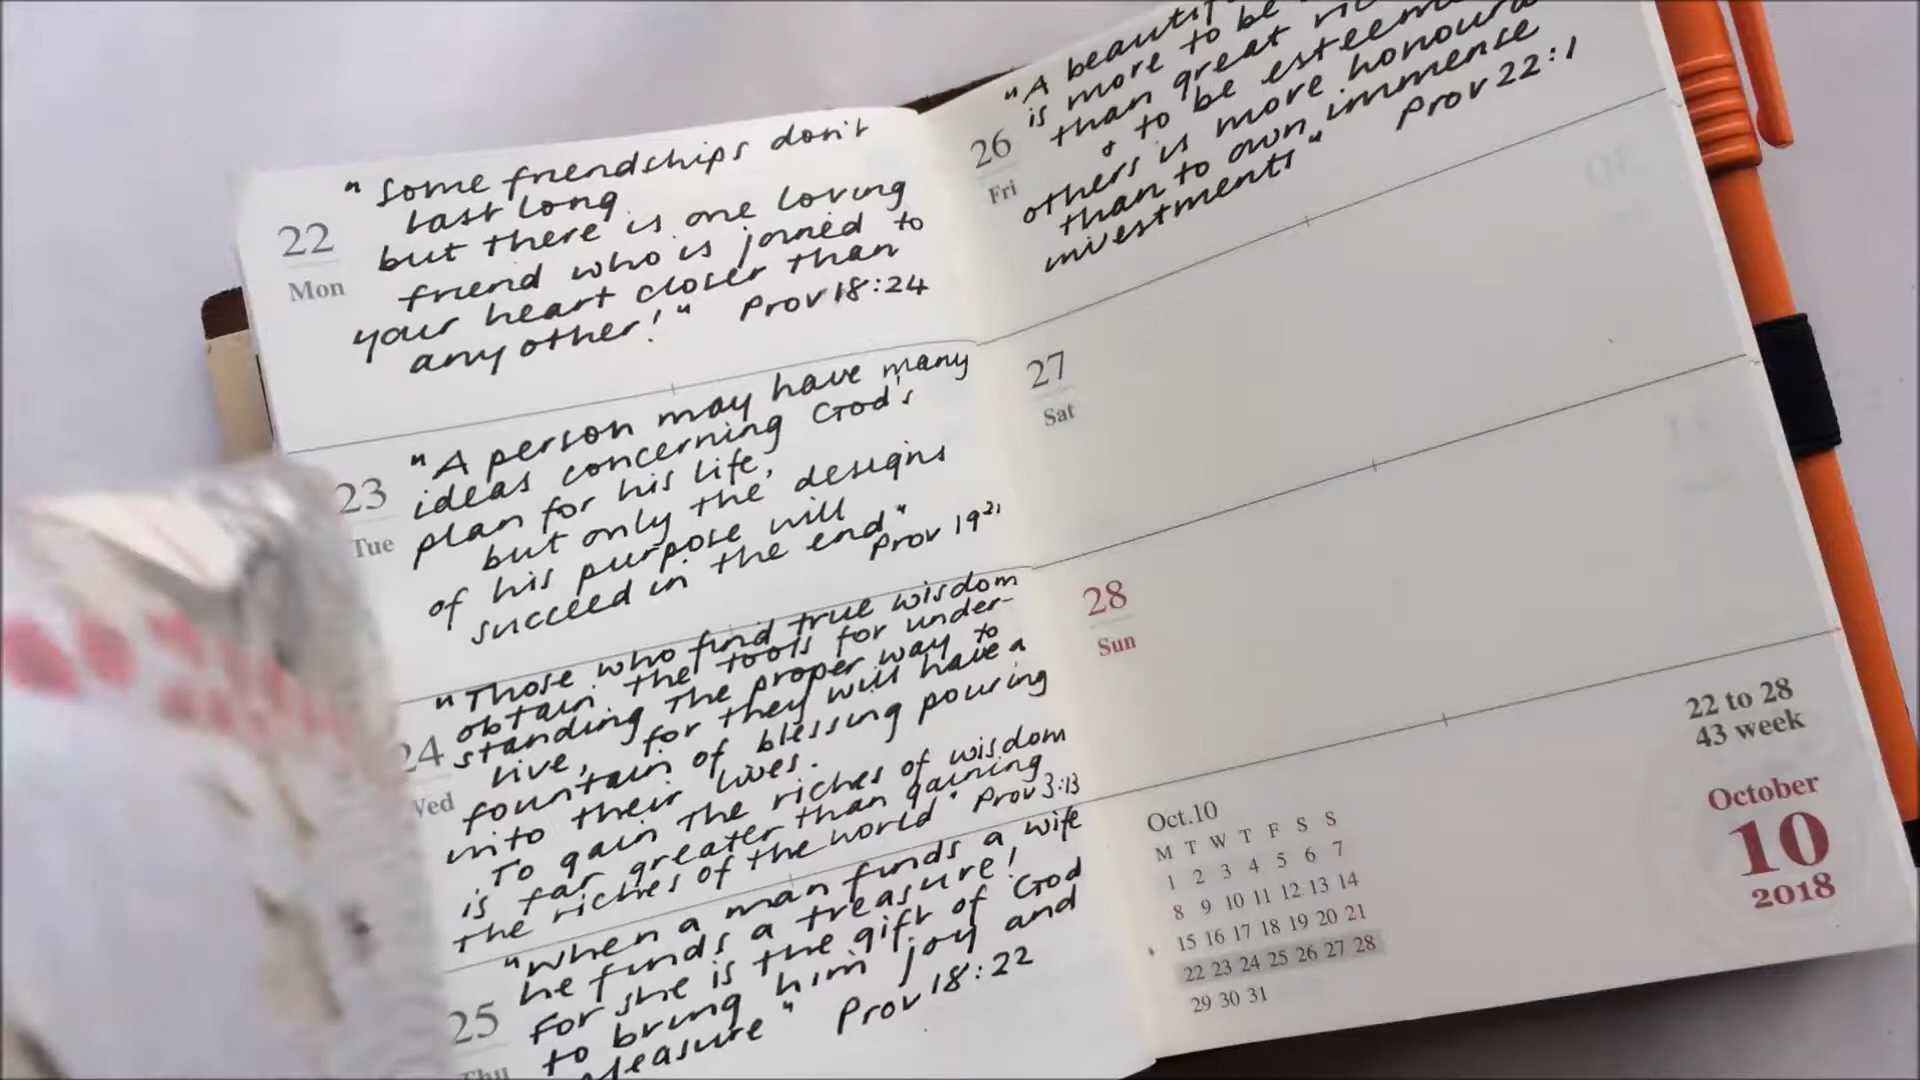 22
Mon
"Some friendships don't
last long
but there is one loving
friend who is joined to
your heart closer than
any other!" Prov 18:24
23
Tue
"A person may have many
ideas concerning God's
plan for his life,
but only the designs
of his purpose will
succeed in the end"
Prov 19 21
24
Wed
"Those who find true wisdom
obtain the tools for under-
standing the proper way to
live, for they will have a
fountain of blessing pouring
into their lives.
To gain the riches of wisdom
is far greater than gaining
the riches of the world" Prov 3:13
25
Thu
"When a man finds a wife
he finds a treasure!
For she is the gift of God
to bring him joy and
pleasure" Prov 18:22
26
Fri
"A
is more to be
than great
& to be
others is more
than to own immense
investments" Prov 22:1
27
Sat
28
Sun
22 to 28
43 week
October
10
2018
Oct.10
M T W T F S S
1 2 3 4 5 6 7
8 9 10 11 12 13 14
15 16 17 18 19 20 21
22 23 24 25 26 27 28
29 30 31